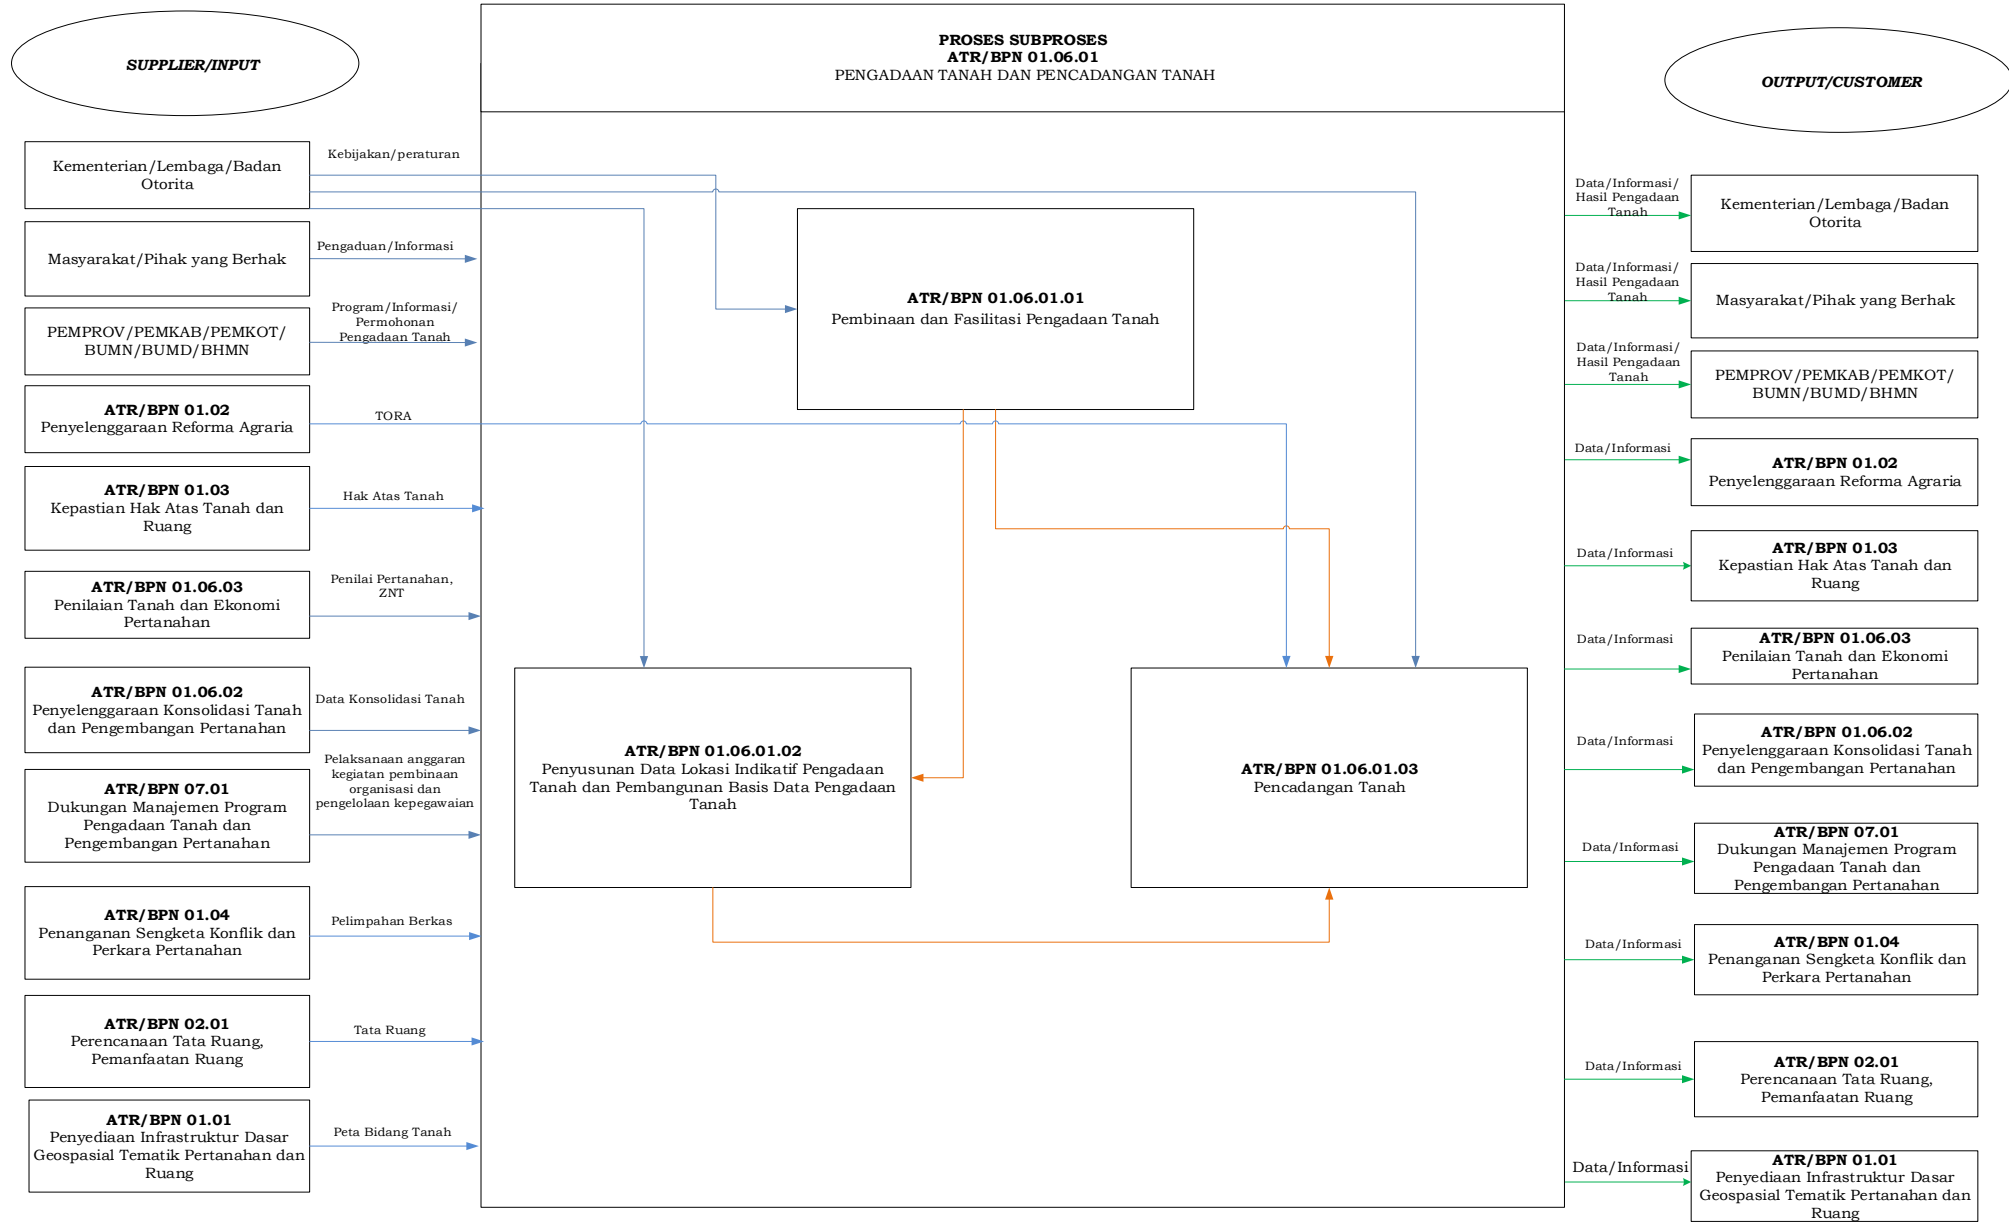 SUPPLIER/INPUT
PROSES SUBPROSES
ATR/BPN 01.06.01
PENGADAAN TANAH DAN PENCADANGAN TANAH
OUTPUT/CUSTOMER
Kementerian/Lembaga/Badan
Otorita
Kebijakan/peraturan
Masyarakat/Pihak yang Berhak
Pengaduan/Informasi
PEMPROV/PEMKAB/PEMKOT/
BUMN/BUMD/BHMN
Program/Informasi/
Permohonan
Pengadaan Tanah
ATR/BPN 01.02
Penyelenggaraan Reforma Agraria
TORA
ATR/BPN 01.03
Kepastian Hak Atas Tanah dan
Ruang
Hak Atas Tanah
ATR/BPN 01.06.03
Penilaian Tanah dan Ekonomi
Pertanahan
Penilai Pertanahan,
ZNT
ATR/BPN 01.06.02
Penyelenggaraan Konsolidasi Tanah
dan Pengembangan Pertanahan
Data Konsolidasi Tanah
ATR/BPN 07.01
Dukungan Manajemen Program
Pengadaan Tanah dan
Pengembangan Pertanahan
Pelaksanaan anggaran
kegiatan pembinaan
organisasi dan
pengelolaan kepegawaian
ATR/BPN 01.04
Penanganan Sengketa Konflik dan
Perkara Pertanahan
Pelimpahan Berkas
ATR/BPN 02.01
Perencanaan Tata Ruang,
Pemanfaatan Ruang
Tata Ruang
ATR/BPN 01.01
Penyediaan Infrastruktur Dasar
Geospasial Tematik Pertanahan dan
Ruang
Peta Bidang Tanah
ATR/BPN 01.06.01.01
Pembinaan dan Fasilitasi Pengadaan Tanah
ATR/BPN 01.06.01.02
Penyusunan Data Lokasi Indikatif Pengadaan
Tanah dan Pembangunan Basis Data Pengadaan
Tanah
ATR/BPN 01.06.01.03
Pencadangan Tanah
Data/Informasi/
Hasil Pengadaan
Tanah
Kementerian/Lembaga/Badan
Otorita
Data/Informasi/
Hasil Pengadaan
Tanah
Masyarakat/Pihak yang Berhak
Data/Informasi/
Hasil Pengadaan
Tanah
PEMPROV/PEMKAB/PEMKOT/
BUMN/BUMD/BHMN
Data/Informasi
ATR/BPN 01.02
Penyelenggaraan Reforma Agraria
Data/Informasi
ATR/BPN 01.03
Kepastian Hak Atas Tanah dan
Ruang
Data/Informasi
ATR/BPN 01.06.03
Penilaian Tanah dan Ekonomi
Pertanahan
Data/Informasi
ATR/BPN 01.06.02
Penyelenggaraan Konsolidasi Tanah
dan Pengembangan Pertanahan
Data/Informasi
ATR/BPN 07.01
Dukungan Manajemen Program
Pengadaan Tanah dan
Pengembangan Pertanahan
Data/Informasi
ATR/BPN 01.04
Penanganan Sengketa Konflik dan
Perkara Pertanahan
Data/Informasi
ATR/BPN 02.01
Perencanaan Tata Ruang,
Pemanfaatan Ruang
Data/Informasi
ATR/BPN 01.01
Penyediaan Infrastruktur Dasar
Geospasial Tematik Pertanahan dan
Ruang